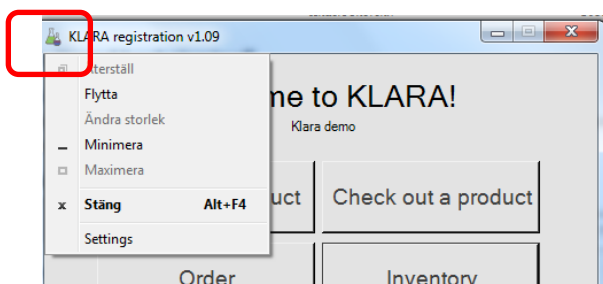 KLARA registration v1.09
Återställ
Flytta
Ändra storlek
Minimera
Maximera
x Stäng Alt+F4
Settings
me to KLARA!
Klara demo
uct
Check out a product
Order
Inventory